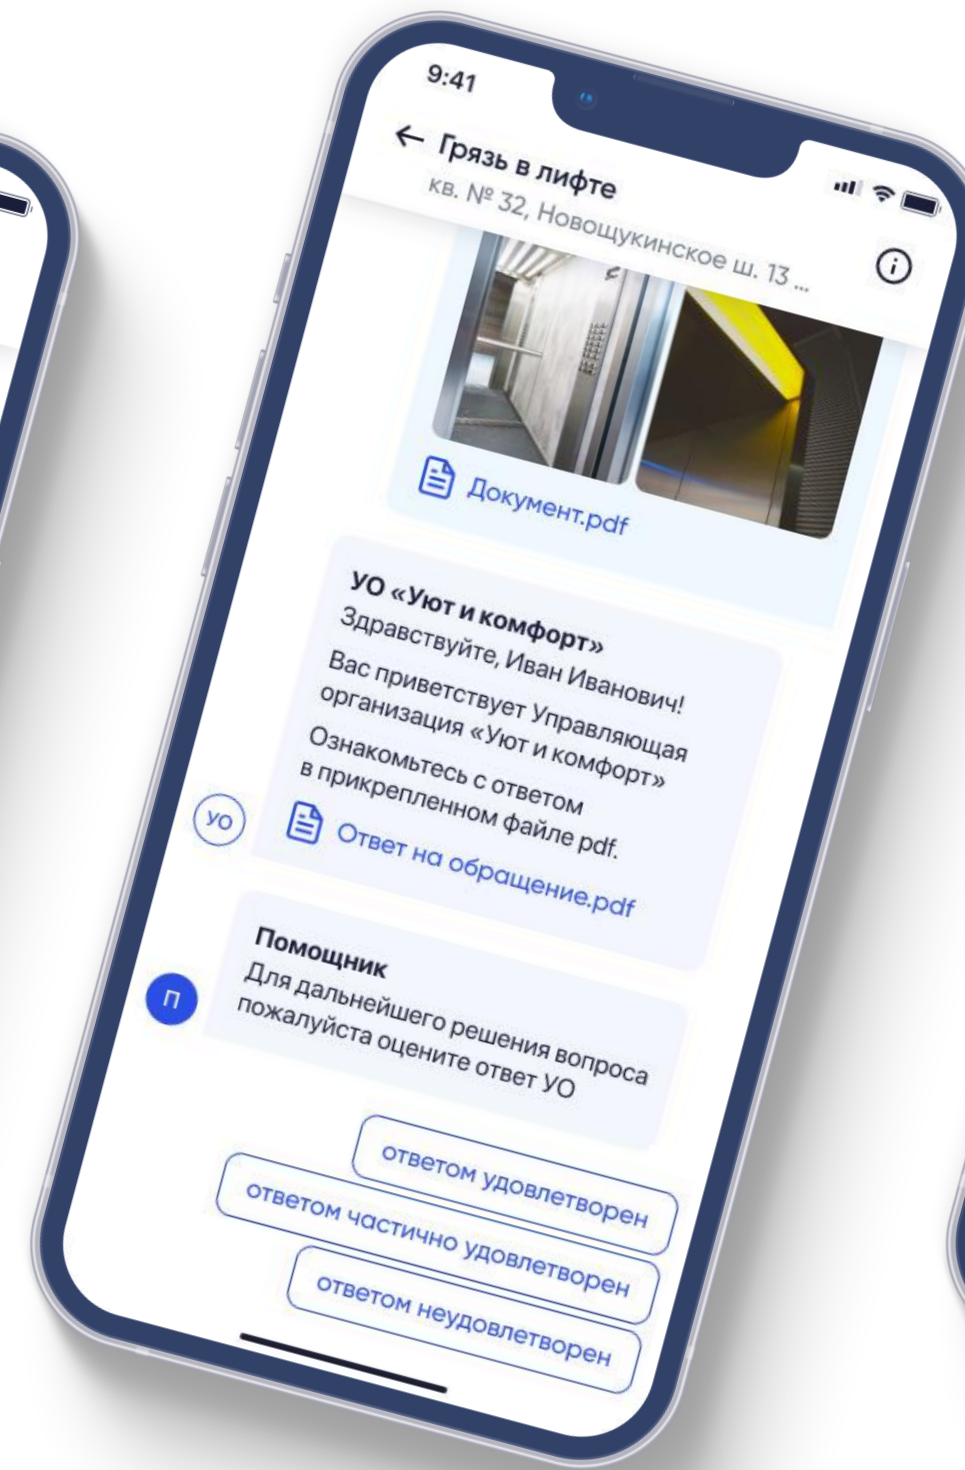 9:41
Грязь в лифте
кв. № 32, Новощукинское ш. 13 ...
Документ.pdf
УО «Уют и комфорт»
Здравствуйте, Иван Иванович!
Вас приветствует Управляющая
организация «Уют и комфорт»
Ознакомьтесь с ответом
в прикрепленном файле pdf.
Ответ на обращение.pdf
УО
Помощник
Для дальнейшего решения вопроса
пожалуйста оцените ответ УО
П
ответом удовлетворен
ответом частично удовлетворен
ответом неудовлетворен